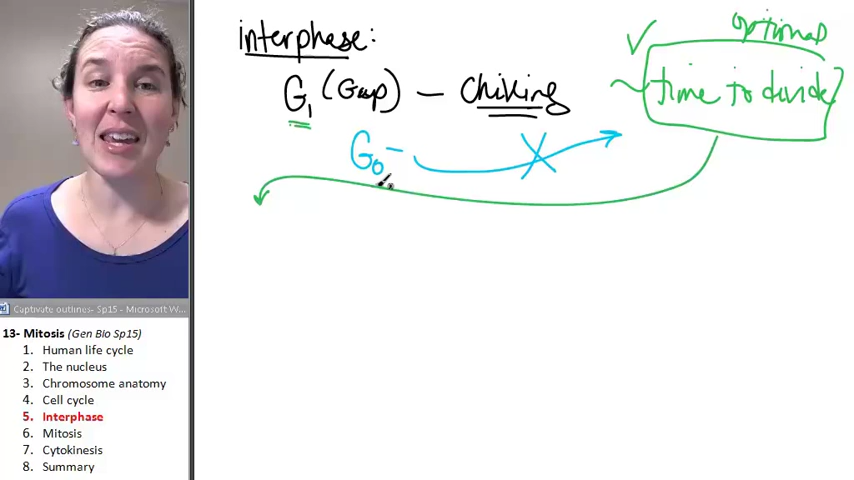 interphase:
optional
G1 (Gap) – chilling
time to divide
G0 –
Captivate outlines- Sp15 - Microsoft W...
13- Mitosis (Gen Bio Sp15)
1. Human life cycle
2. The nucleus
3. Chromosome anatomy
4. Cell cycle
5. Interphase
6. Mitosis
7. Cytokinesis
8. Summary